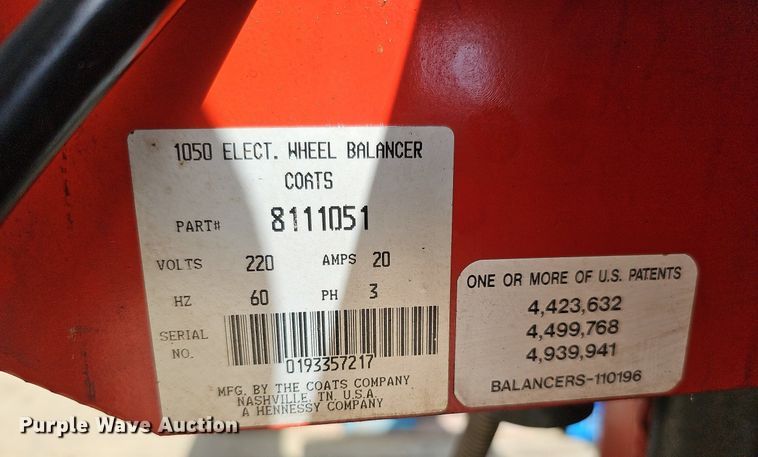 1050 ELECT. WHEEL BALANCER
COATS
PART# 8111051
VOLTS 220 AMPS 20
HZ 60 PH 3
SERIAL
NO.
0193357217
MFG. BY THE COATS COMPANY
NASHVILLE, TN. U.S.A.
A HENNESSY COMPANY
ONE OR MORE OF U.S. PATENTS
4,423,632
4,499,768
4,939,941
BALANCERS-110196
Purple Wave Auction